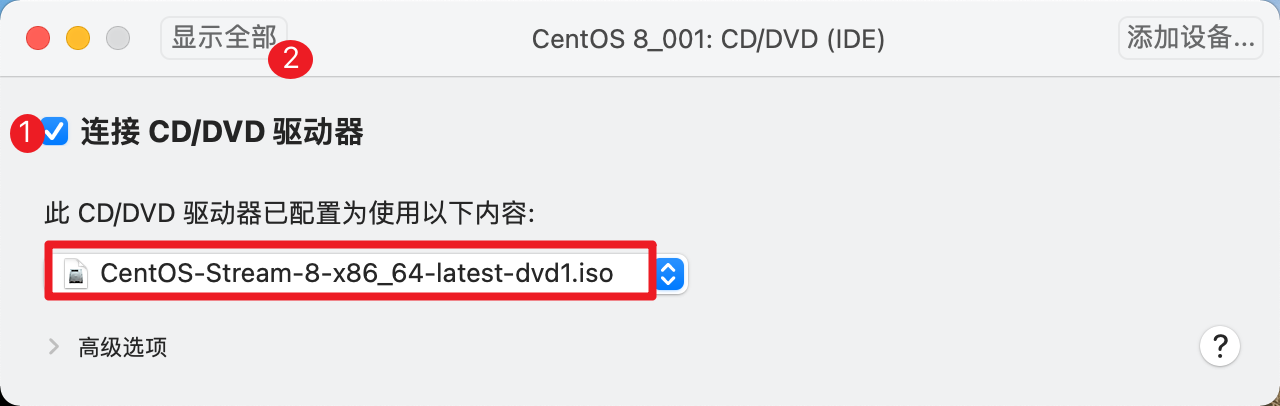 显示全部
2
CentOS 8_001: CD/DVD (IDE)
添加设备...
1
连接 CD/DVD 驱动器
此 CD/DVD 驱动器已配置为使用以下内容:
CentOS-Stream-8-x86_64-latest-dvd1.iso
高级选项
?